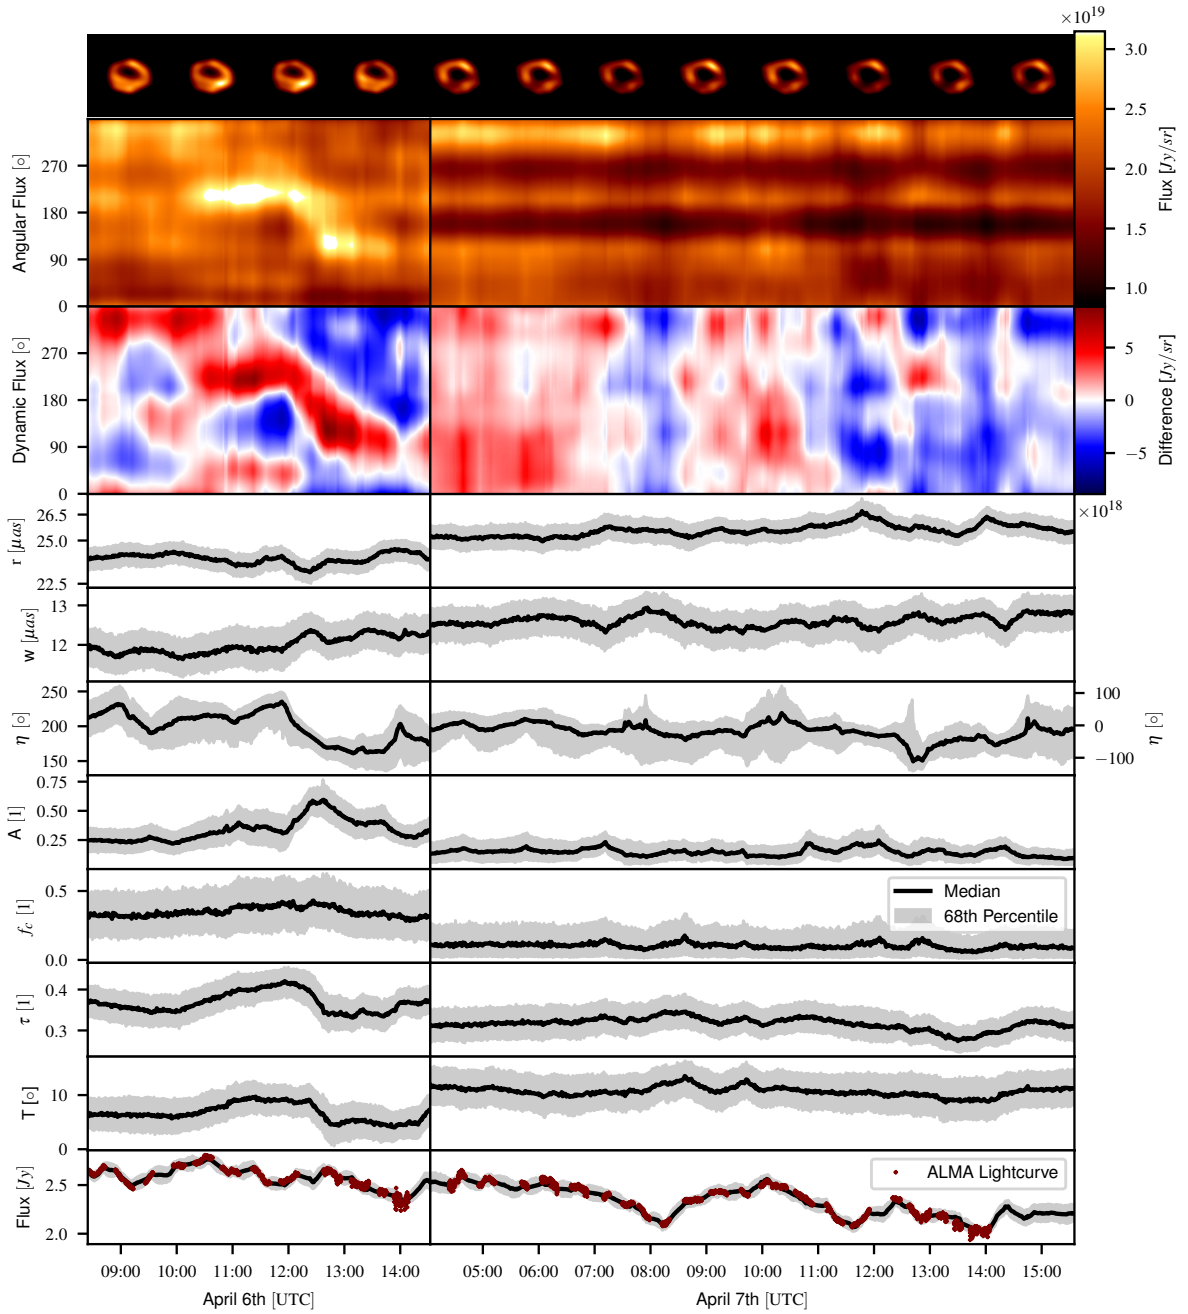 ×10¹⁹
3.0
2.5
2.0
1.5
1.0
Flux [Jy/sr]
Angular Flux [○]
270
180
90
0
Dynamic Flux [○]
270
180
90
0
5
0
−5
Difference [Jy/sr]
×10¹⁸
r [μas]
26.5
25.0
22.5
w [μas]
13
12
η [○]
250
200
150
100
0
−100
η [○]
A [1]
0.75
0.50
0.25
f_c [1]
0.5
0.0
Median
68th Percentile
τ [1]
0.4
0.3
T [○]
10
0
Flux [Jy]
2.5
2.0
ALMA Lightcurve
09:00 10:00 11:00 12:00 13:00 14:00 05:00 06:00 07:00 08:00 09:00 10:00 11:00 12:00 13:00 14:00 15:00
April 6th [UTC] April 7th [UTC]